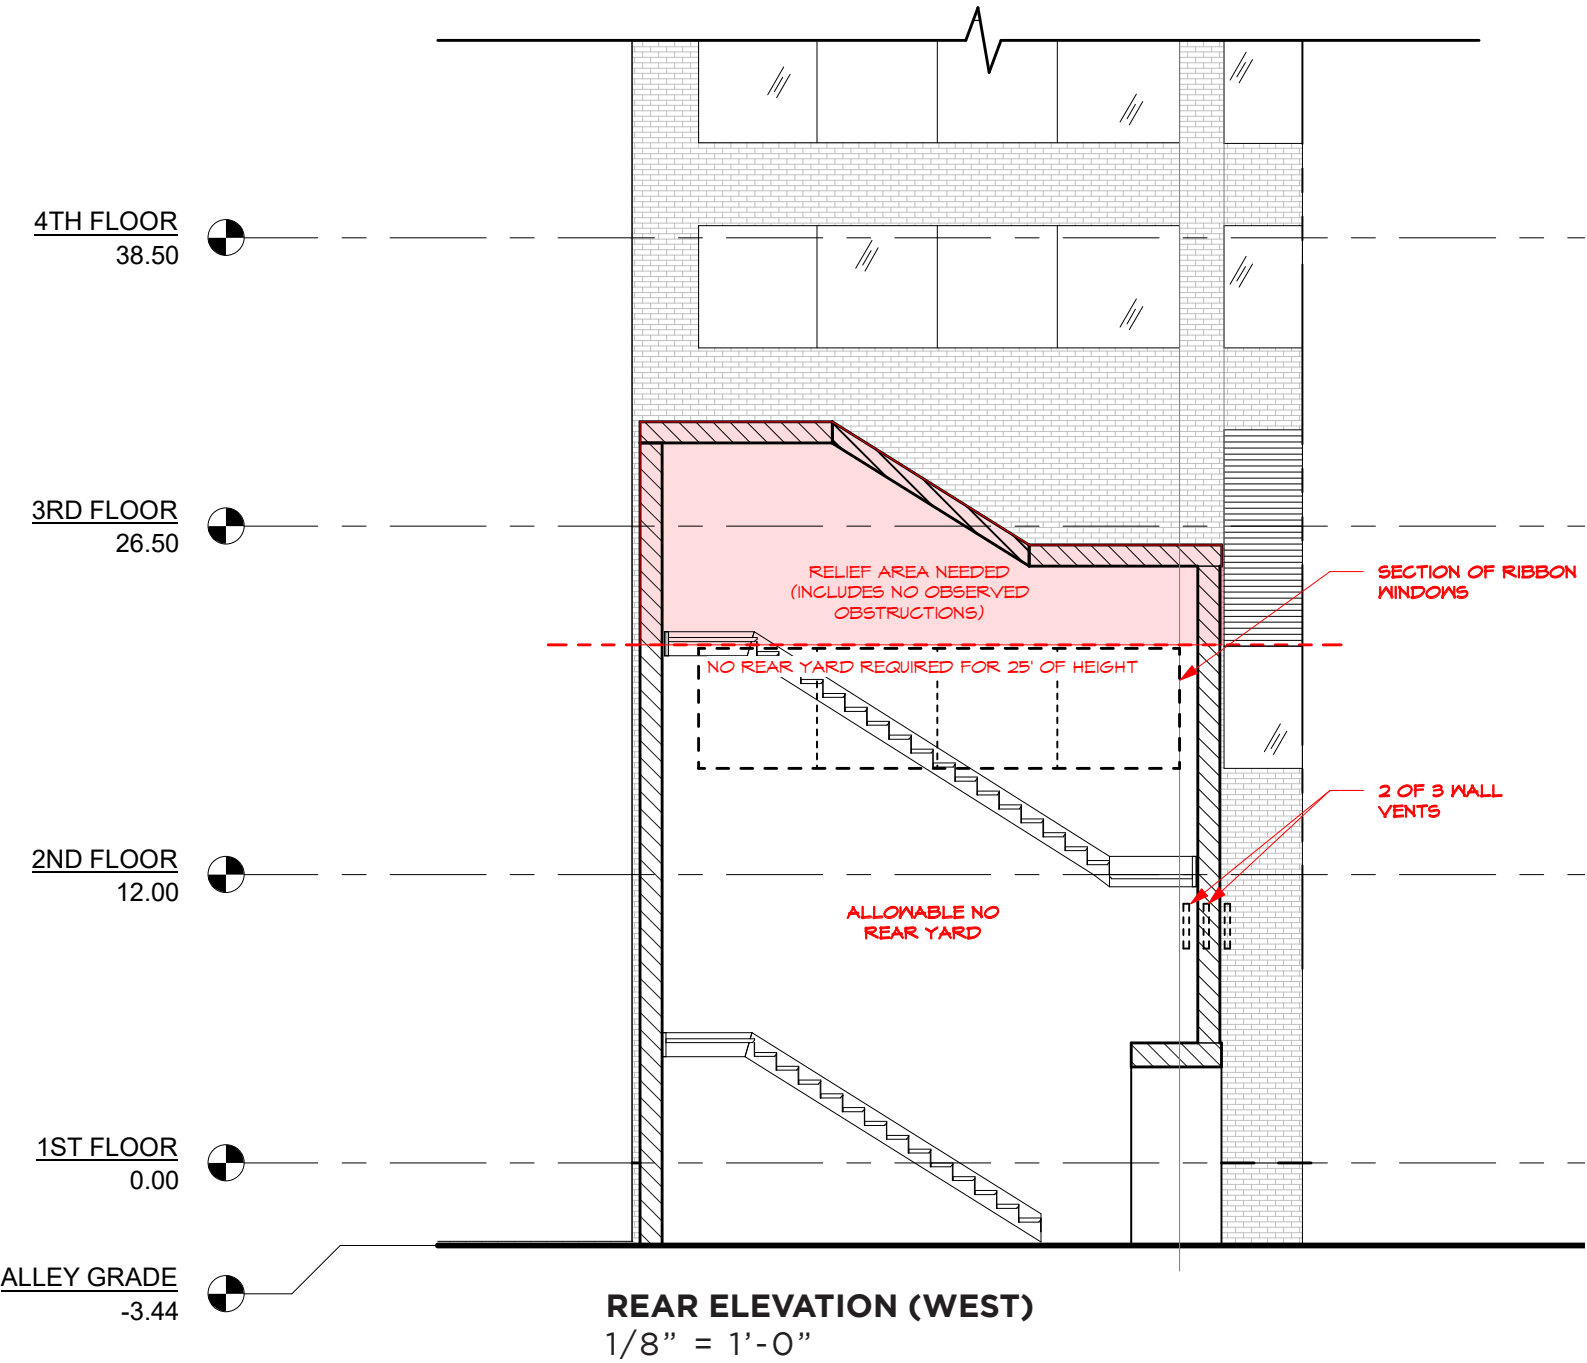 4TH FLOOR
38.50
3RD FLOOR
26.50
RELIEF AREA NEEDED
(INCLUDES NO OBSERVED
OBSTRUCTIONS)
SECTION OF RIBBON
WINDOWS
NO REAR YARD REQUIRED FOR 25' OF HEIGHT
2 OF 3 WALL
VENTS
2ND FLOOR
12.00
ALLOWABLE NO
REAR YARD
1ST FLOOR
0.00
ALLEY GRADE
-3.44
REAR ELEVATION (WEST)
1/8” = 1’-0”